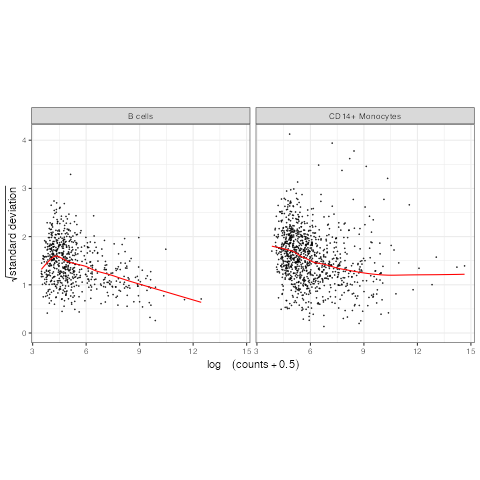 B cells
CD14+ Monocytes
4
3
2
1
0
√standard deviation
3 6 9 12 15 3 6 9 12 15
log (counts + 0.5)